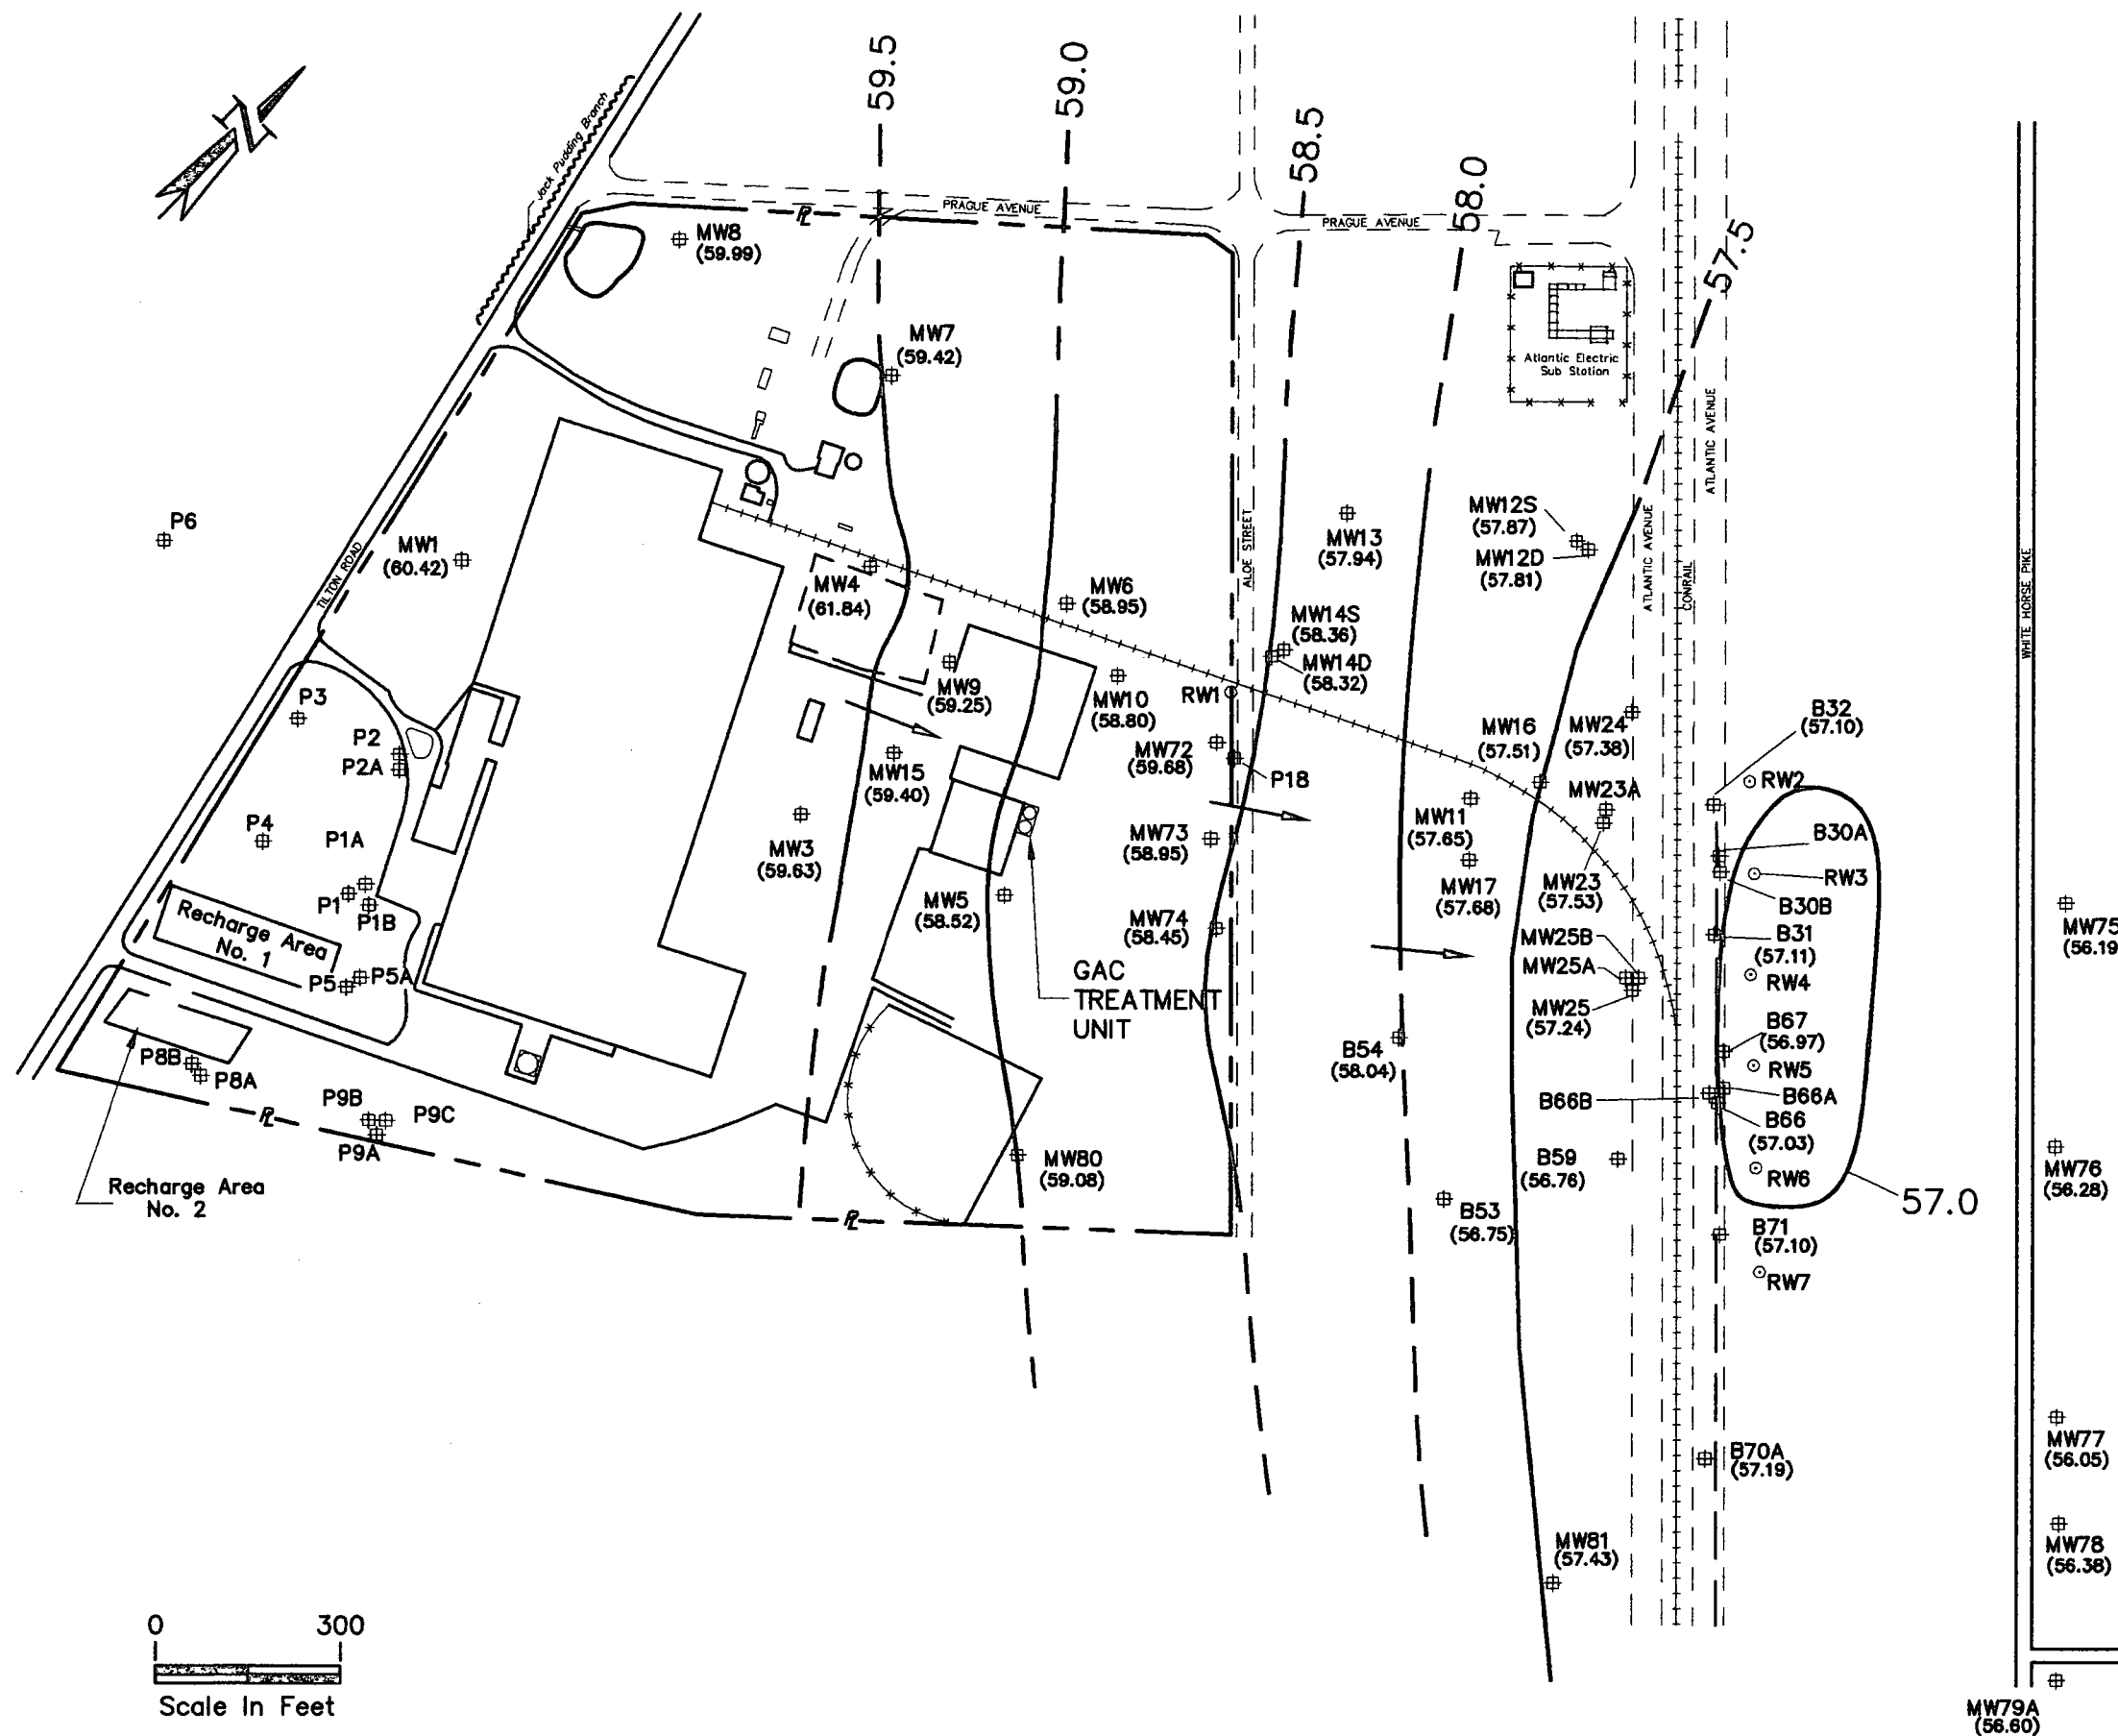 59.5
59.0
58.5
58.0
57.5
Jack Pudding Branch
N
PRAGUE AVENUE
PRAGUE AVENUE
PL
MW8
(59.99)
MW7
(59.42)
Atlantic Electric
Sub Station
ATLANTIC AVENUE
P6
TILTON ROAD
MW1
(60.42)
MW4
(61.84)
MW6
(58.95)
ALOE STREET
MW13
(57.94)
MW12S
(57.87)
MW12D
(57.81)
ATLANTIC AVENUE
CONRAIL
WHITE HORSE PIKE
MW14S
(58.36)
MW14D
(58.32)
MW9
(59.25)
MW10
(58.80)
RW1
P3
P2
P2A
MW15
(59.40)
MW72
(59.68)
P18
MW16
(57.51)
MW24
(57.38)
B32
(57.10)
RW2
MW23A
P4
P1A
MW3
(59.63)
MW73
(58.95)
MW11
(57.65)
B30A
P1
P1B
MW5
(58.52)
MW17
(57.68)
MW23
(57.53)
RW3
B30B
Recharge Area
No. 1
MW74
(58.45)
MW25B
MW25A
B31
(57.11)
MW75
(56.19
P5
P5A
GAC
TREATMENT
UNIT
MW25
(57.24)
RW4
P8B
P8A
B54
(58.04)
B67
(56.97)
RW5
PL
P9B
P9C
P9A
B66B
B66A
B66
(57.03)
Recharge Area
No. 2
MW80
(59.08)
B59
(56.76)
RW6
MW76
(56.28)
PL
B53
(56.75)
57.0
B71
(57.10)
RW7
B70A
(57.19)
MW77
(56.05)
MW81
(57.43)
MW78
(56.38)
0 300
Scale In Feet
MW79A
(56.60)